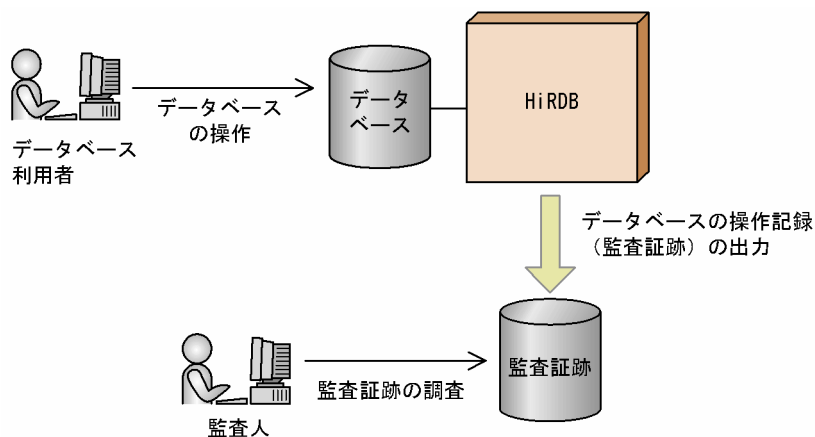 データベース
の操作
データ
ベース
HiRDB
データベース
利用者
データベースの操作記録
（監査証跡）の出力
監査証跡
監査証跡の調査
監査人